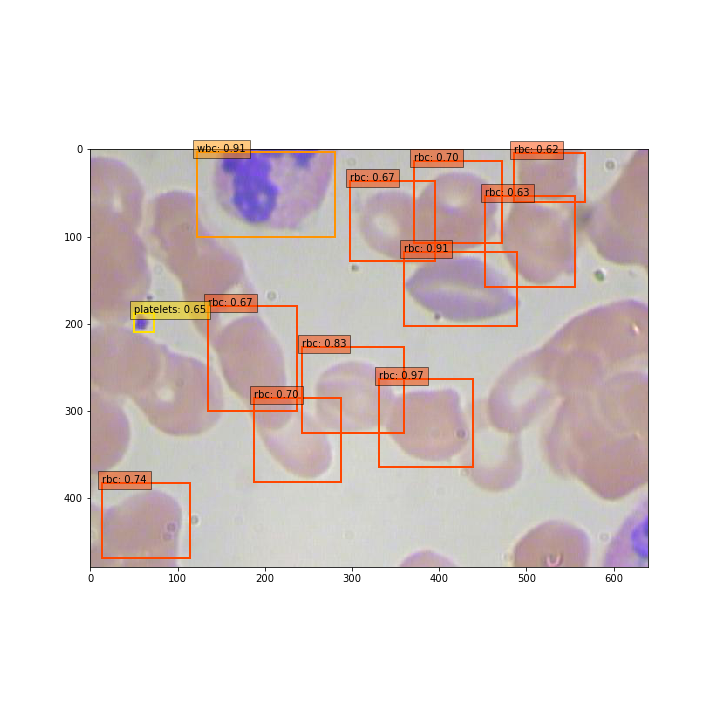 wbc: 0.91
rbc: 0.62
rbc: 0.70
rbc: 0.67
rbc: 0.63
rbc: 0.91
rbc: 0.67
platelets: 0.65
rbc: 0.83
rbc: 0.97
rbc: 0.70
rbc: 0.74
0
100
200
300
400
0 100 200 300 400 500 600